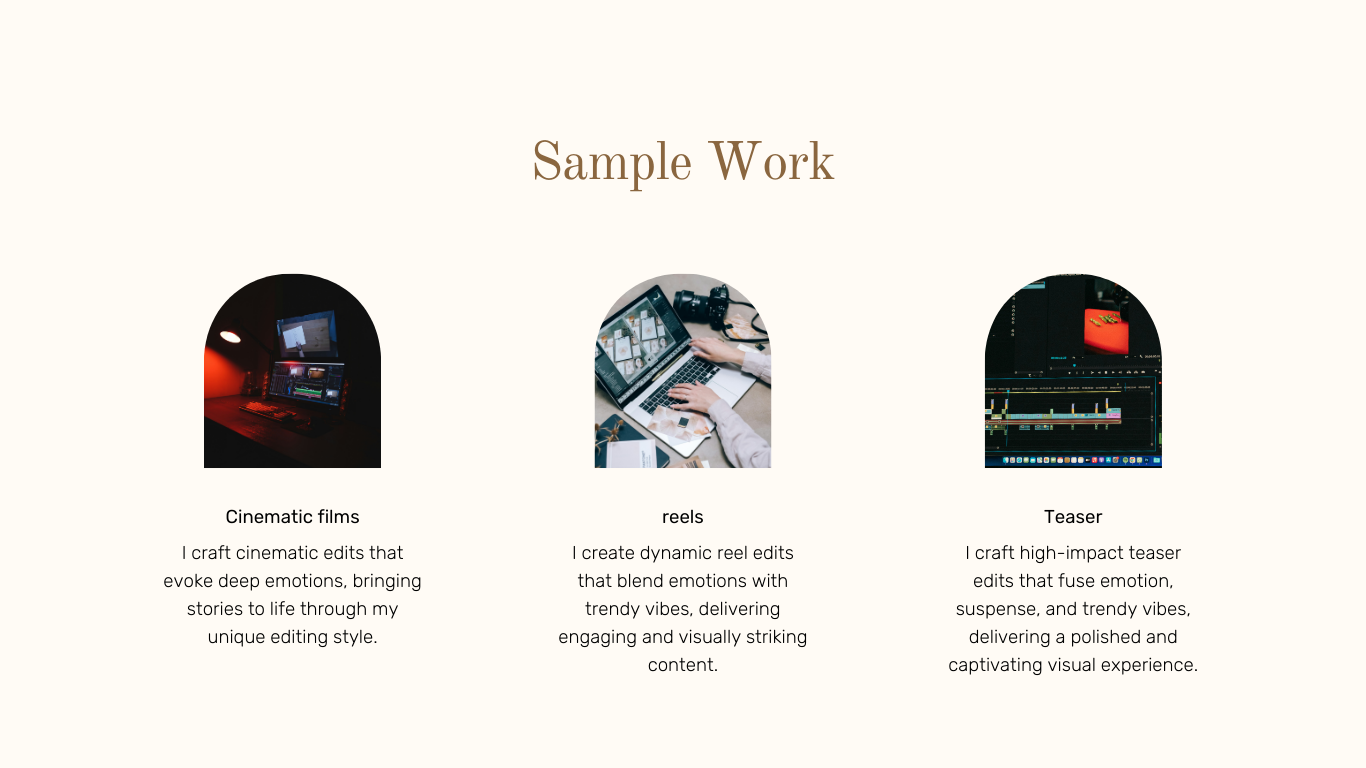 Sample Work
Cinematic films
I craft cinematic edits that
evoke deep emotions, bringing
stories to life through my
unique editing style.
reels
I create dynamic reel edits
that blend emotions with
trendy vibes, delivering
engaging and visually striking
content.
Teaser
I craft high-impact teaser
edits that fuse emotion,
suspense, and trendy vibes,
delivering a polished and
captivating visual experience.